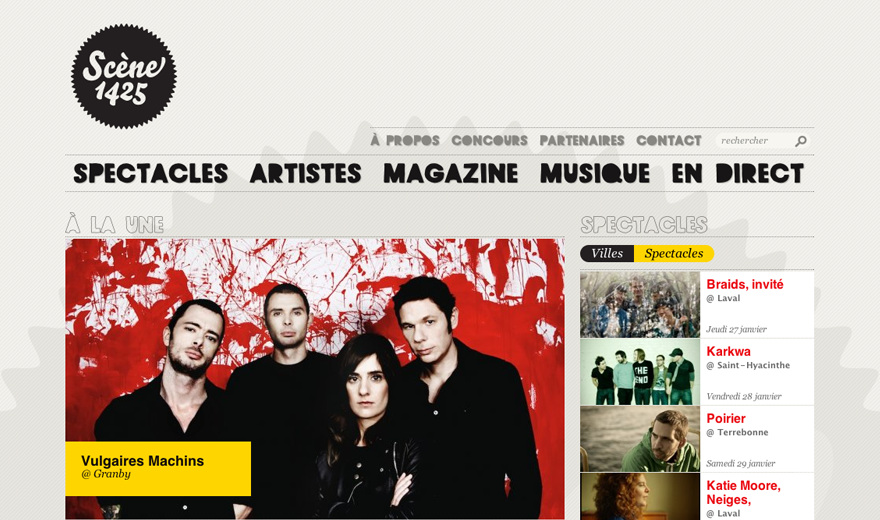 Scène
1425
À PROPOS CONCOURS PARTENAIRES CONTACT rechercher
SPECTACLES ARTISTES MAGAZINE MUSIQUE EN DIRECT
À LA UNE
Vulgaires Machins
@ Granby
SPECTACLES
Villes Spectacles
Braids, invité
@ Laval
Jeudi 27 janvier
THE
END
Karkwa
@ Saint-Hyacinthe
Vendredi 28 janvier
Poirier
@ Terrebonne
Samedi 29 janvier
Katie Moore,
Neiges,
@ Laval